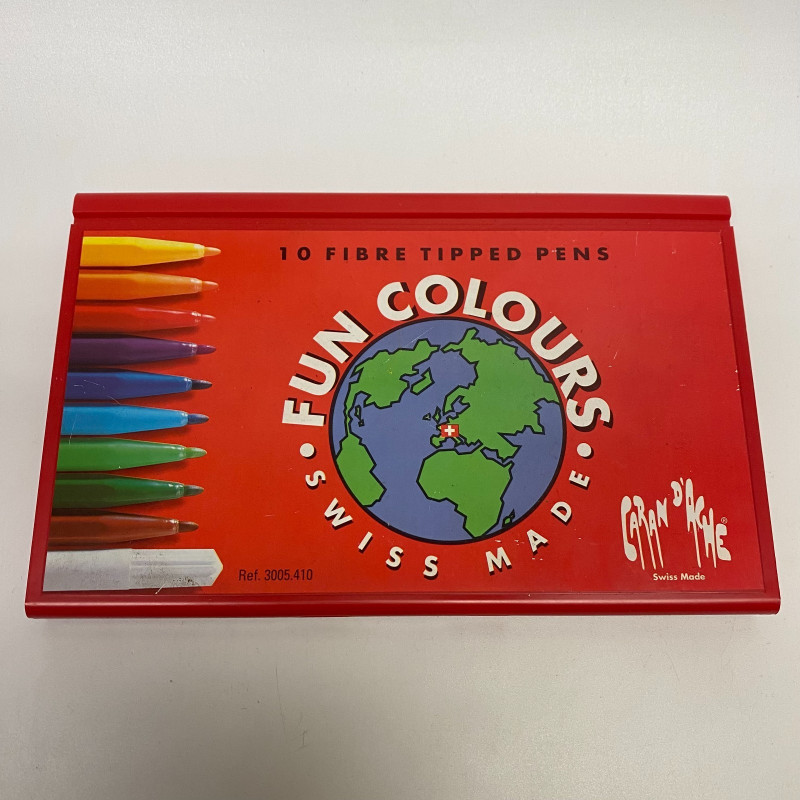 10 FIBRE TIPPED PENS
FUN COLOURS
• SWISS MADE •
CARAN D'ACHE®
Swiss Made
Ref. 3005.410